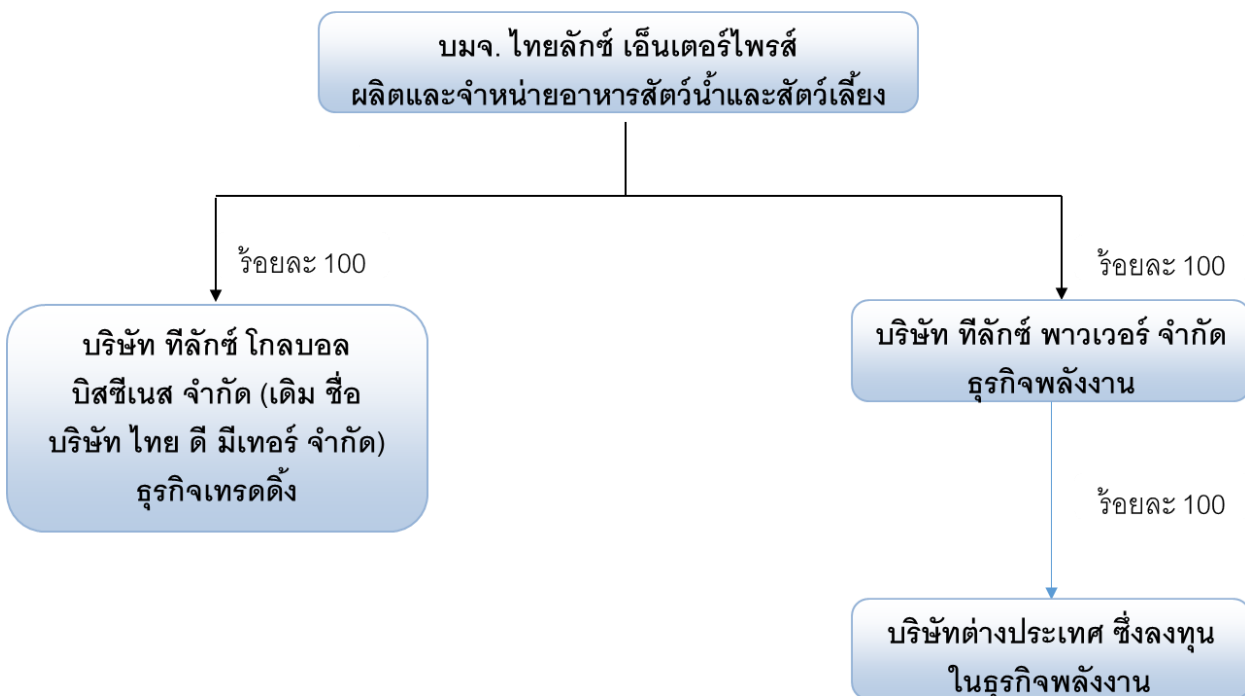 บมจ. ไทยลักซ์ เอ็นเตอร์ไพรส์
ผลิตและจำหน่ายอาหารสัตว์น้ำและสัตว์เลี้ยง
ร้อยละ 100
ร้อยละ 100
บริษัท ทีลักซ์ โกลบอล
บิสซีเนส จำกัด (เดิม ชื่อ
บริษัท ไทย ดี มีเทอร์ จำกัด)
ธุรกิจเทรดดิ้ง
บริษัท ทีลักซ์ พาวเวอร์ จำกัด
ธุรกิจพลังงาน
ร้อยละ 100
บริษัทต่างประเทศ ซึ่งลงทุน
ในธุรกิจพลังงาน